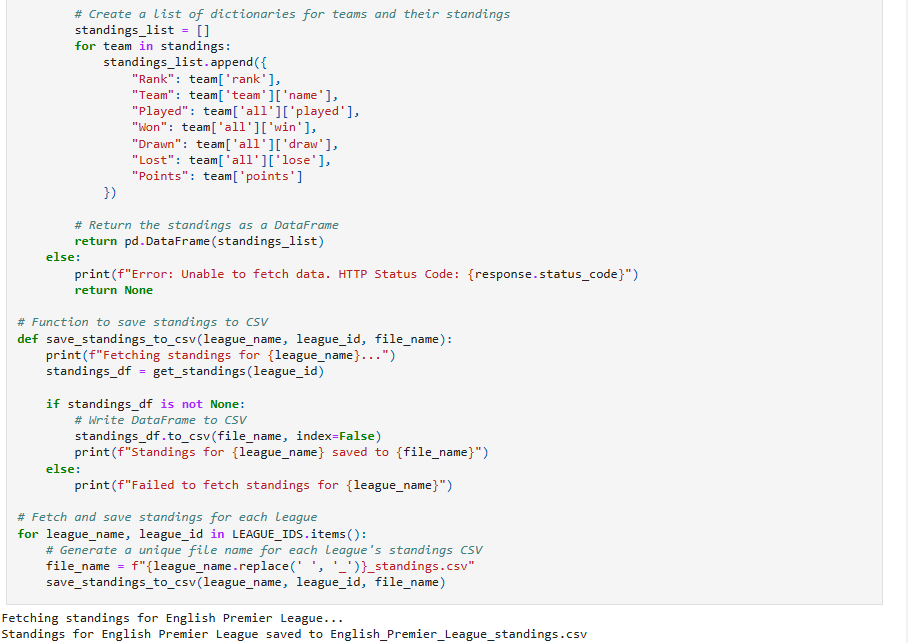 # Create a list of dictionaries for teams and their standings
standings_list = []
for team in standings:
standings_list.append({
"Rank": team['rank'],
"Team": team['team']['name'],
"Played": team['all']['played'],
"Won": team['all']['win'],
"Drawn": team['all']['draw'],
"Lost": team['all']['lose'],
"Points": team['points']
})
# Return the standings as a DataFrame
return pd.DataFrame(standings_list)
else:
print(f"Error: Unable to fetch data. HTTP Status Code: {response.status_code}")
return None
# Function to save standings to CSV
def save_standings_to_csv(league_name, league_id, file_name):
print(f"Fetching standings for {league_name}...")
standings_df = get_standings(league_id)
if standings_df is not None:
# Write DataFrame to CSV
standings_df.to_csv(file_name, index=False)
print(f"Standings for {league_name} saved to {file_name}")
else:
print(f"Failed to fetch standings for {league_name}")
# Fetch and save standings for each league
for league_name, league_id in LEAGUE_IDS.items():
# Generate a unique file name for each league's standings CSV
file_name = f"{league_name.replace(' ', '_')}_standings.csv"
save_standings_to_csv(league_name, league_id, file_name)
Fetching standings for English Premier League...
Standings for English Premier League saved to English_Premier_League_standings.csv